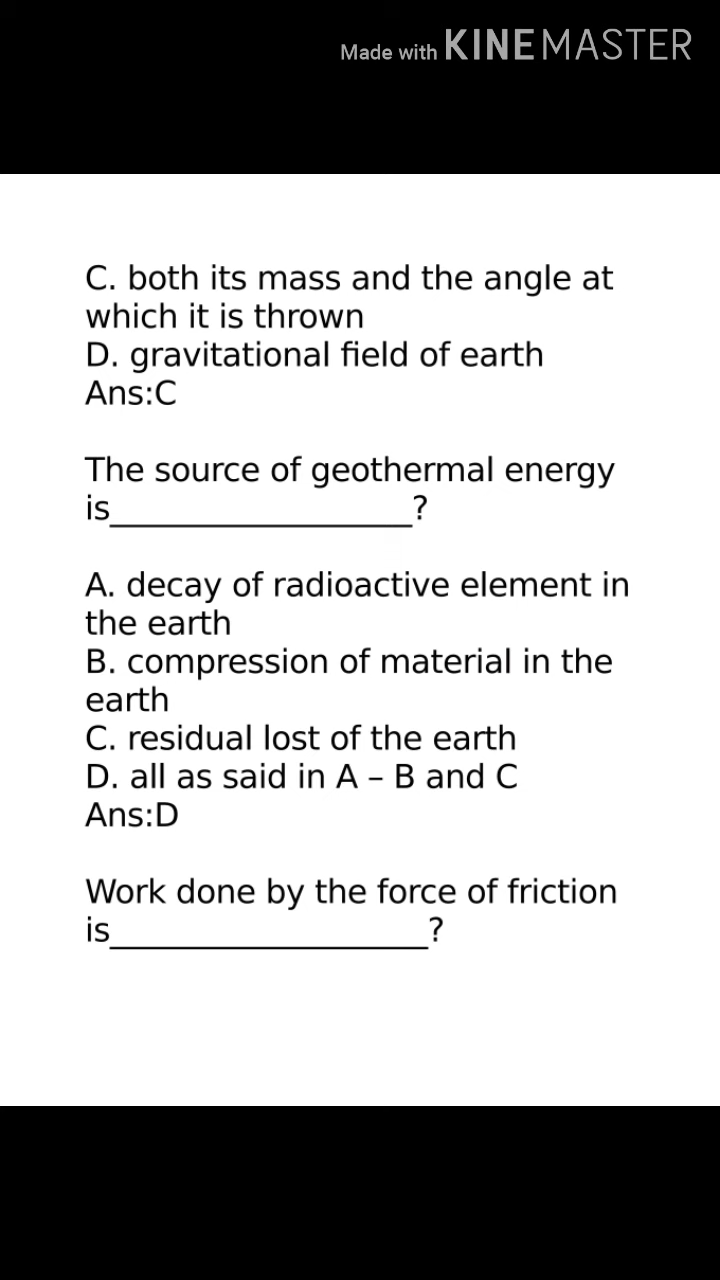 Made with KINEMASTER
C. both its mass and the angle at
which it is thrown
D. gravitational field of earth
Ans:C
The source of geothermal energy
is__________________?
A. decay of radioactive element in
the earth
B. compression of material in the
earth
C. residual lost of the earth
D. all as said in A – B and C
Ans:D
Work done by the force of friction
is___________________?